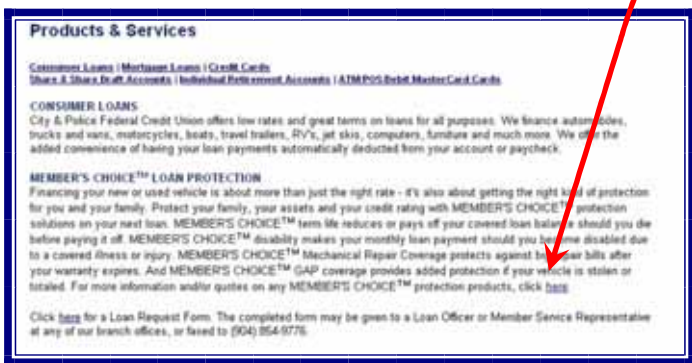 Products & Services
Consumer Loans | Mortgage Loans | Credit Cards
Share & Share Draft Accounts | Individual Retirement Accounts | ATM/POS Debit MasterCard Cards
CONSUMER LOANS
City & Police Federal Credit Union offers low rates and great terms on loans for all purposes. We finance automobiles,
trucks and vans, motorcycles, boats, travel trailers, RV's, jet skis, computers, furniture and much more. We offer the
added convenience of having your loan payments automatically deducted from your account or paycheck.
MEMBER'S CHOICE™ LOAN PROTECTION
Financing your new or used vehicle is about more than just the right rate - it's also about getting the right kind of protection
for you and your family. Protect your family, your assets and your credit rating with MEMBER'S CHOICE™ protection
solutions on your next loan. MEMBER'S CHOICE™ term life reduces or pays off your covered loan balance should you die
before paying it off. MEMBER'S CHOICE™ disability makes your monthly loan payment should you become disabled due
to a covered illness or injury. MEMBER'S CHOICE™ Mechanical Repair Coverage protects against big repair bills after
your warranty expires. And MEMBER'S CHOICE™ GAP coverage provides added protection if your vehicle is stolen or
totaled. For more information and/or quotes on any MEMBER'S CHOICE™ protection products, click here
Click here for a Loan Request Form. The completed form may be given to a Loan Officer or Member Service Representative
at any of our branch offices, or faxed to (904) 854-9776.